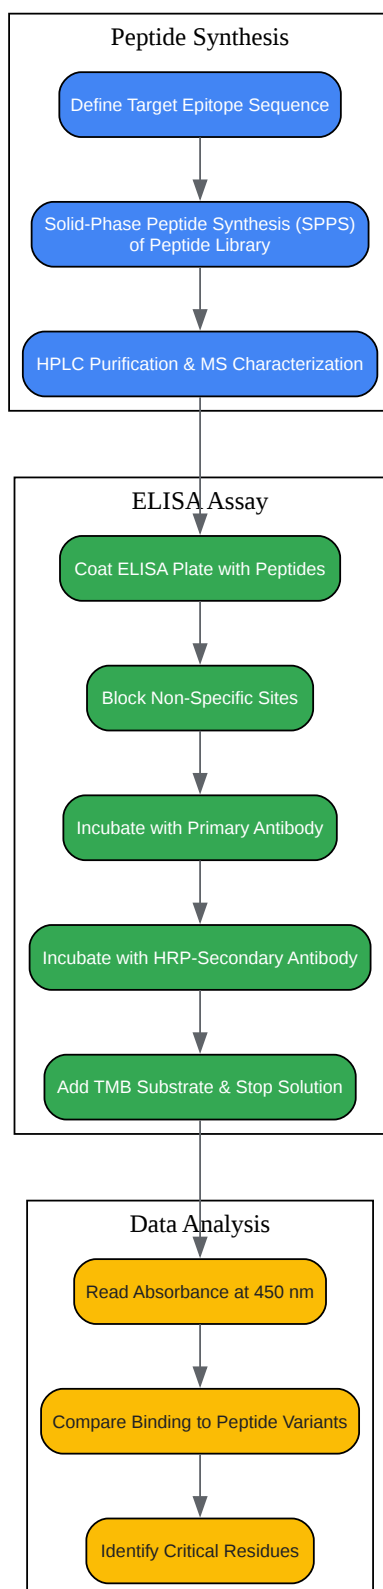 Peptide Synthesis
Define Target Epitope Sequence
Solid-Phase Peptide Synthesis (SPPS)
of Peptide Library
HPLC Purification & MS Characterization
ELISA Assay
Coat ELISA Plate with Peptides
Block Non-Specific Sites
Incubate with Primary Antibody
Incubate with HRP-Secondary Antibody
Add TMB Substrate & Stop Solution
Data Analysis
Read Absorbance at 450 nm
Compare Binding to Peptide Variants
Identify Critical Residues